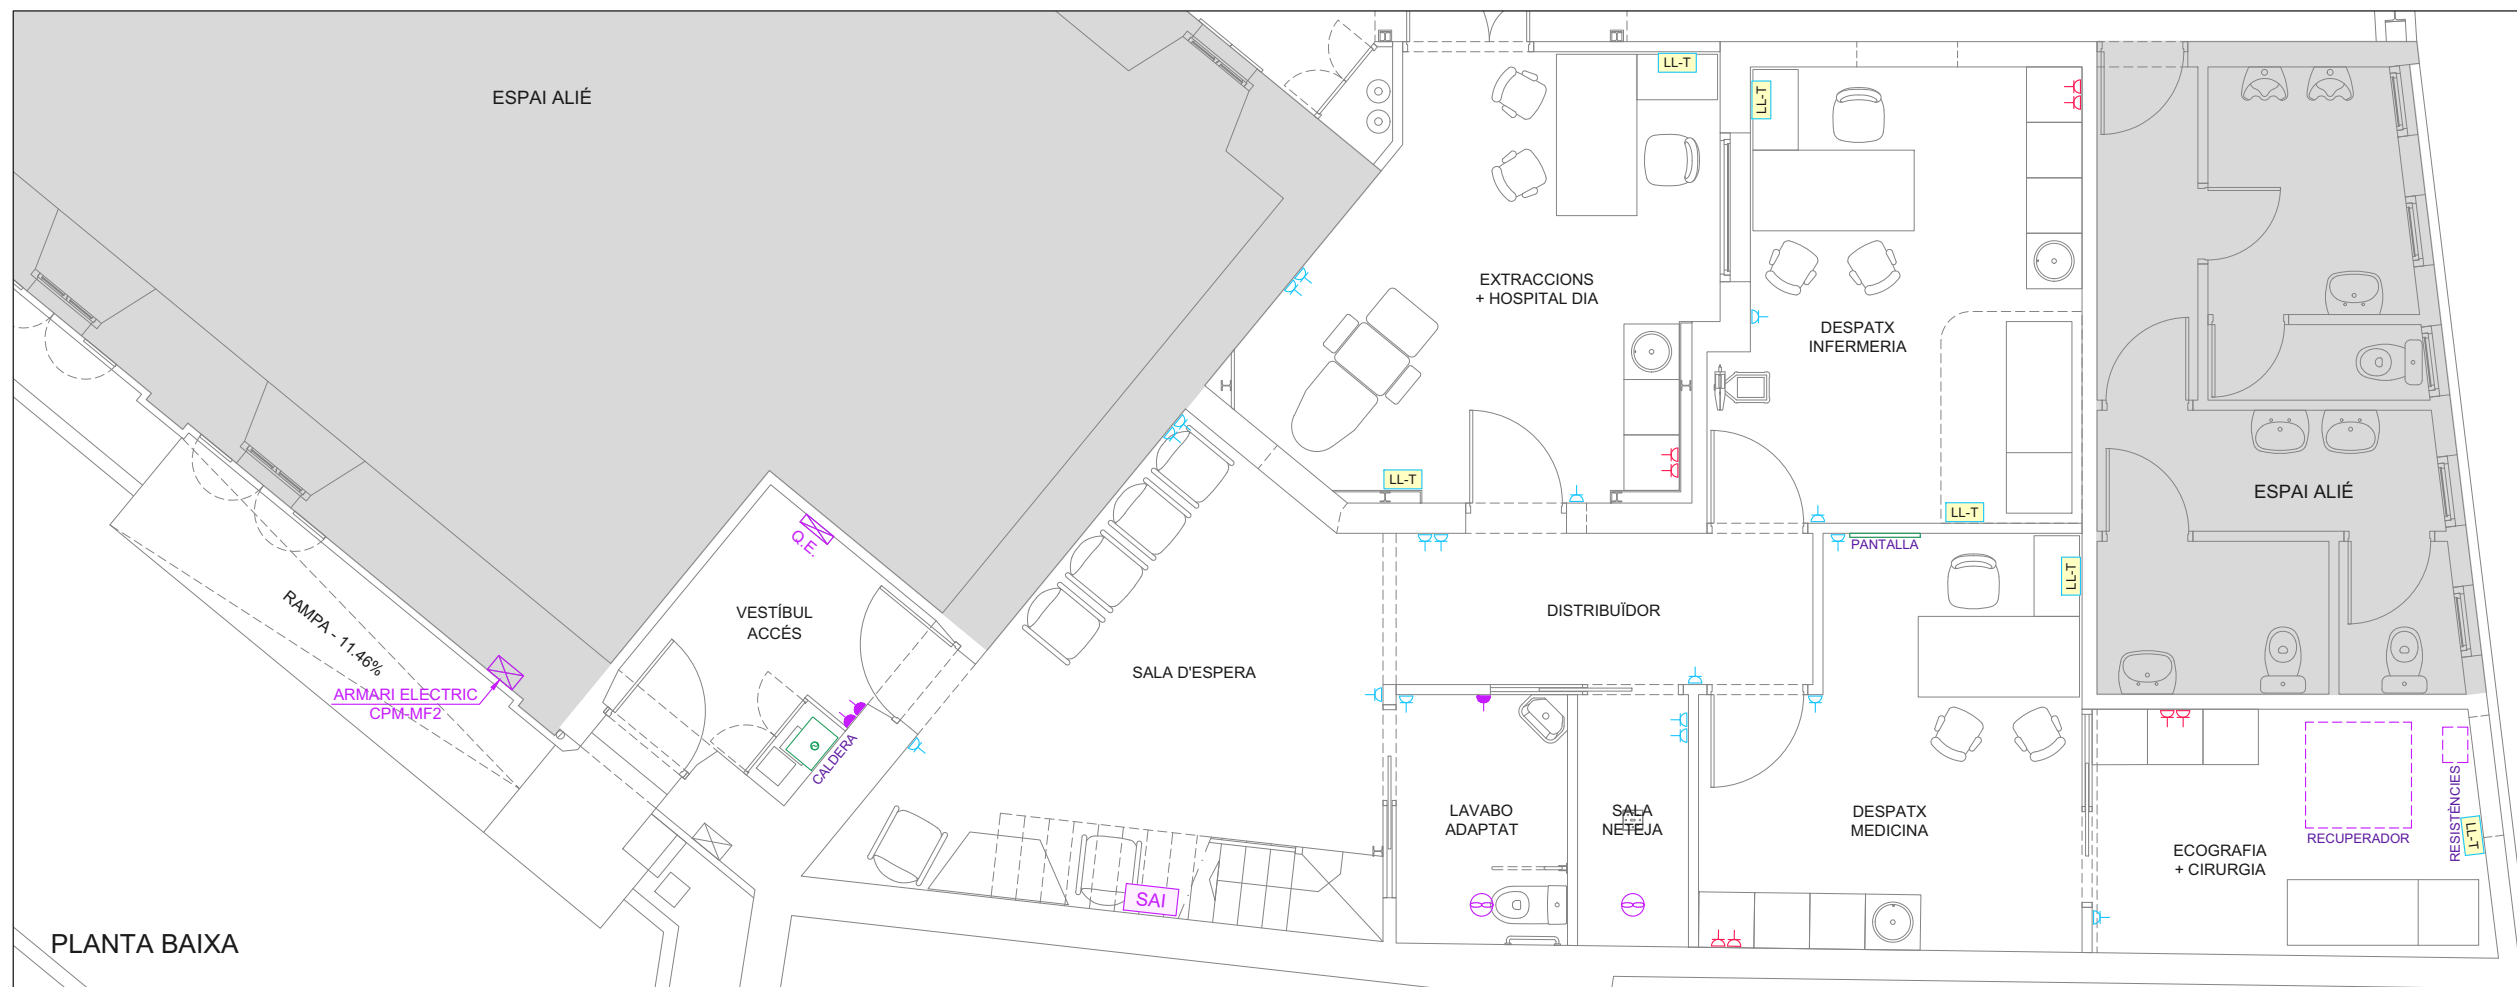 ESPAI ALIÉ
LL-T
LL-T
EXTRACCIONS
+ HOSPITAL DIA
DESPATX
INFERMERIA
LL-T
LL-T
ESPAI ALIÉ
Q.E.
PANTALLA
LL-T
RAMPA - 11.46%
VESTÍBUL
ACCÉS
DISTRIBUÏDOR
SALA D'ESPERA
ARMARI ELECTRIC
CPM-MF2
CALDERA
LAVABO
ADAPTAT
SALA
NETEJA
DESPATX
MEDICINA
ECOGRAFIA
+ CIRURGIA
RECUPERADOR
RESISTÈNCIES
LL-T
SAI
PLANTA BAIXA